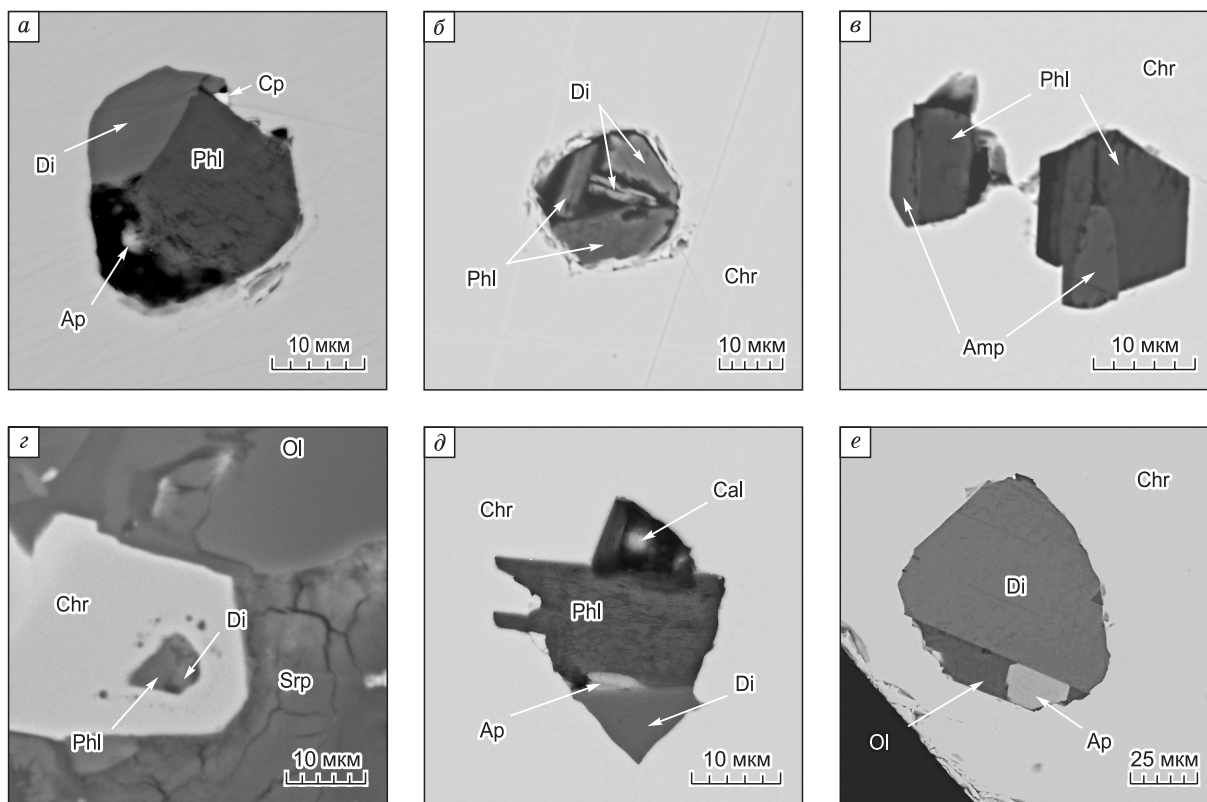 а
Cp
Di
Phl
Ap
10 мкм
б
Di
Phl
Chr
10 мкм
в
Chr
Phl
Amp
10 мкм
г
Ol
Chr
Di
Srp
Phl
10 мкм
д
Cal
Chr
Phl
Di
Ap
10 мкм
е
Chr
Di
Ol
Ap
25 мкм